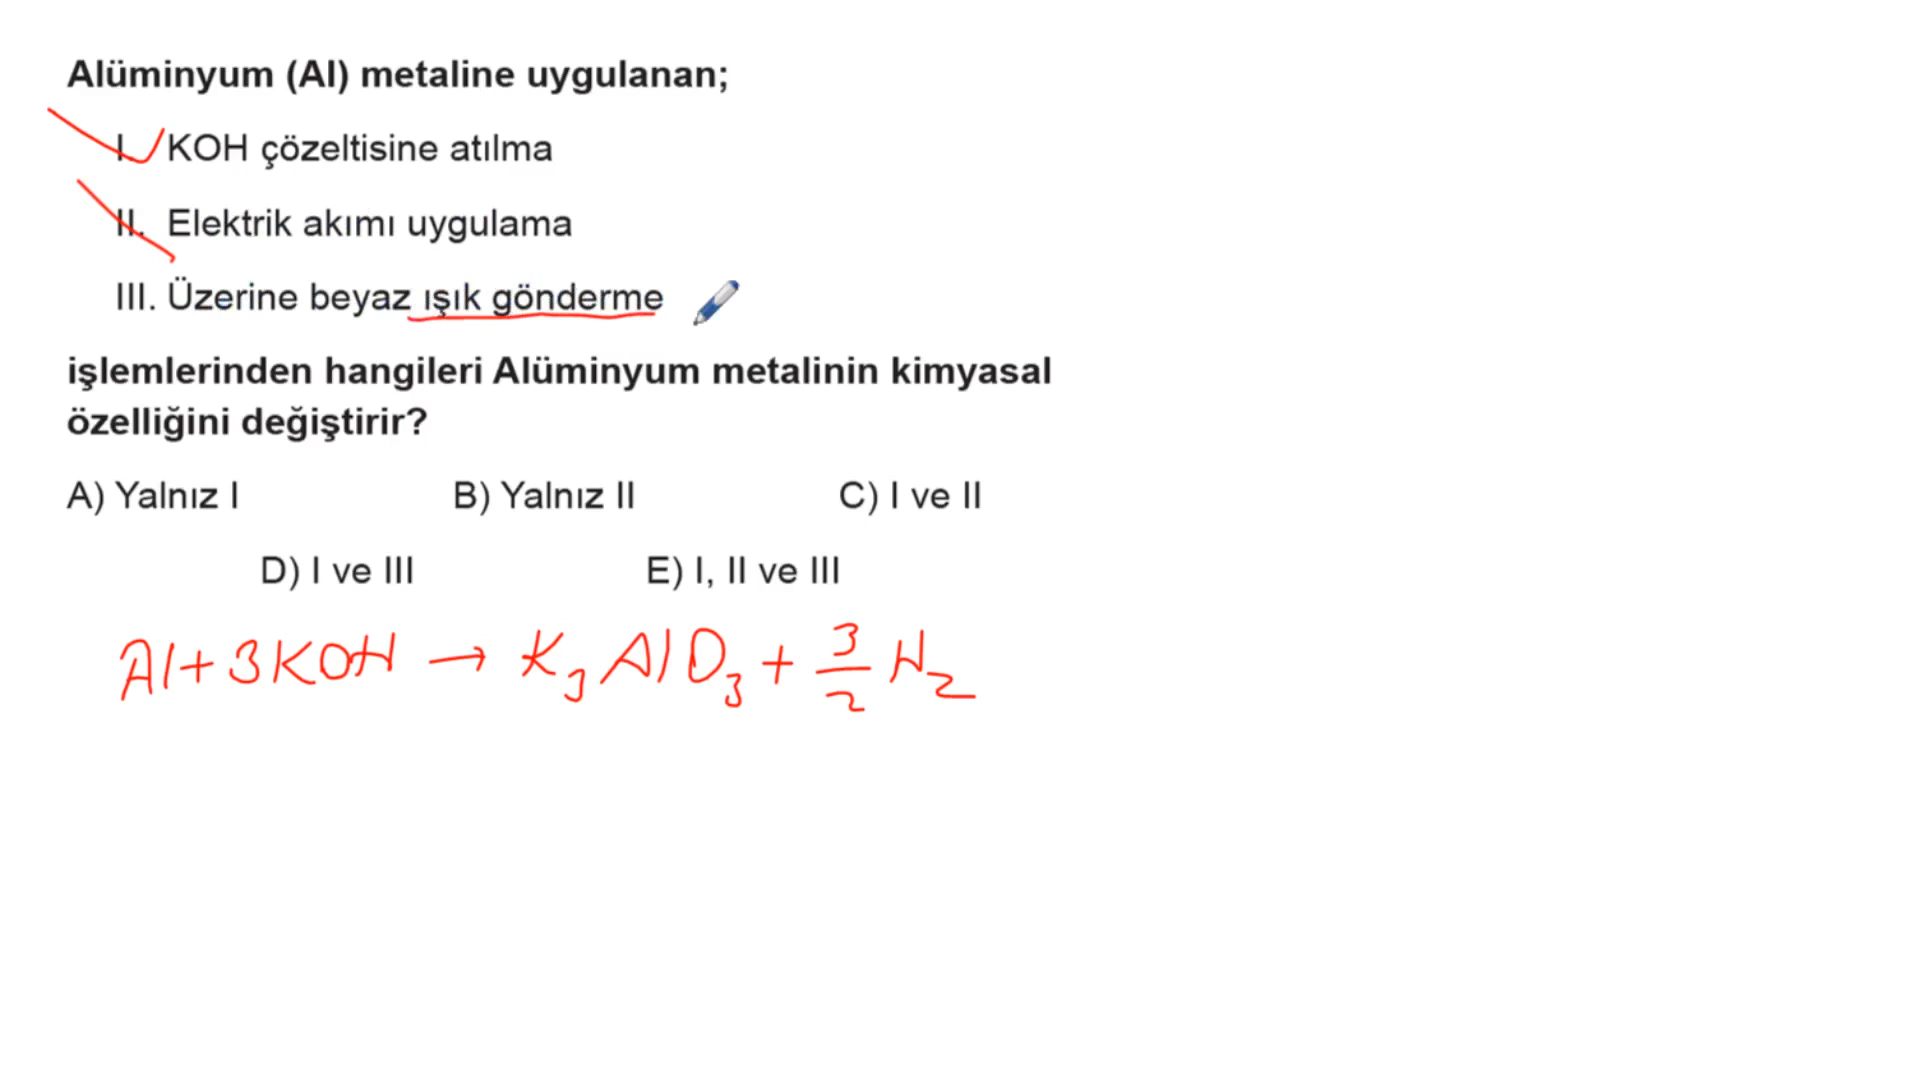 Alüminyum (Al) metaline uygulanan;
I. KOH çözeltisine atılma
II. Elektrik akımı uygulama
III. Üzerine beyaz ışık gönderme
işlemlerinden hangileri Alüminyum metalinin kimyasal
özelliğini değiştirir?
A) Yalnız I B) Yalnız II C) I ve II
D) I ve III E) I, II ve III
Al+3KOH → K₃AlO₃ + 3/2 H₂